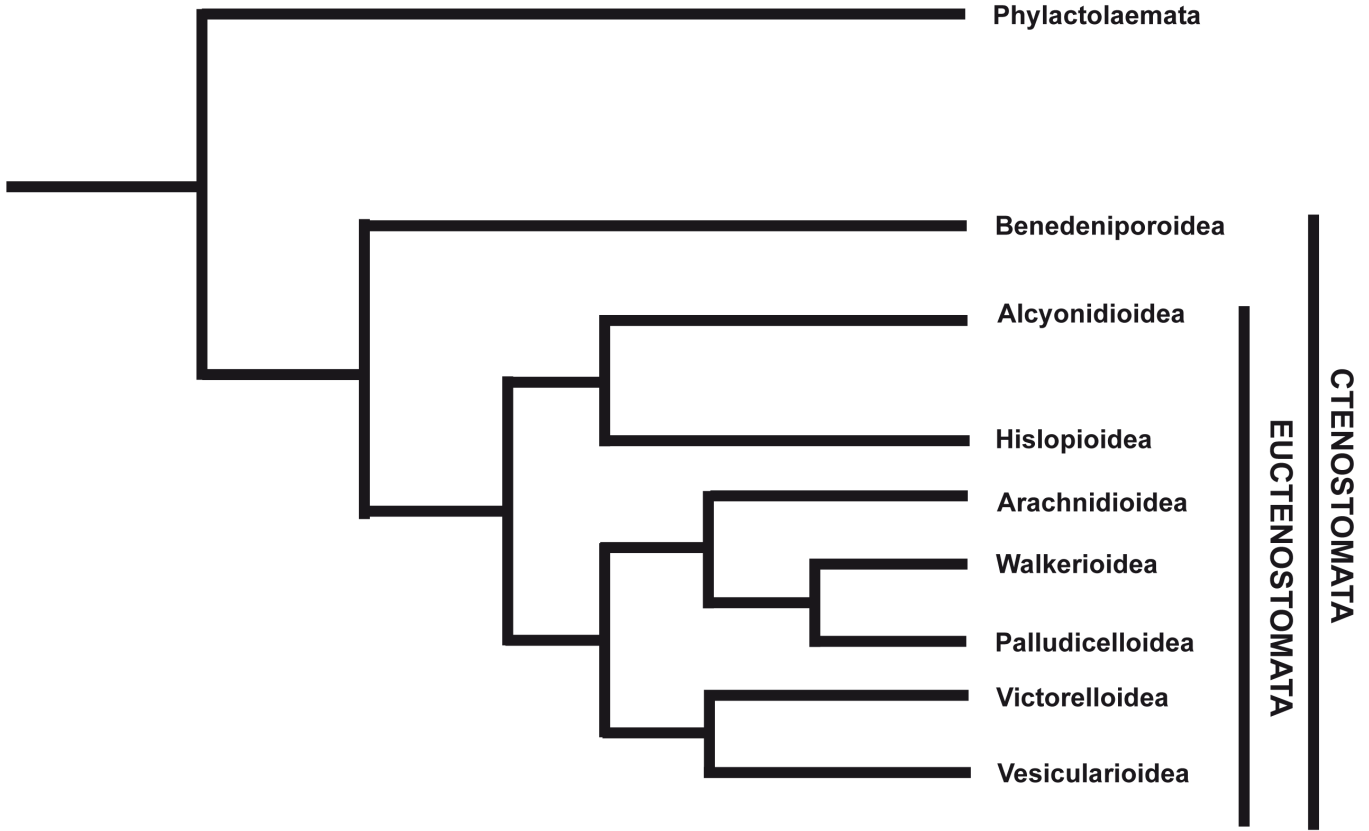 Phylactolaemata
Benedeniporoidea
Alcyonidioidea
Hislopioidea
Arachnidioidea
Walkerioidea
Palludicelloidea
Victorelloidea
Vesicularioidea
EUCTENOSTOMATA
CTENOSTOMATA